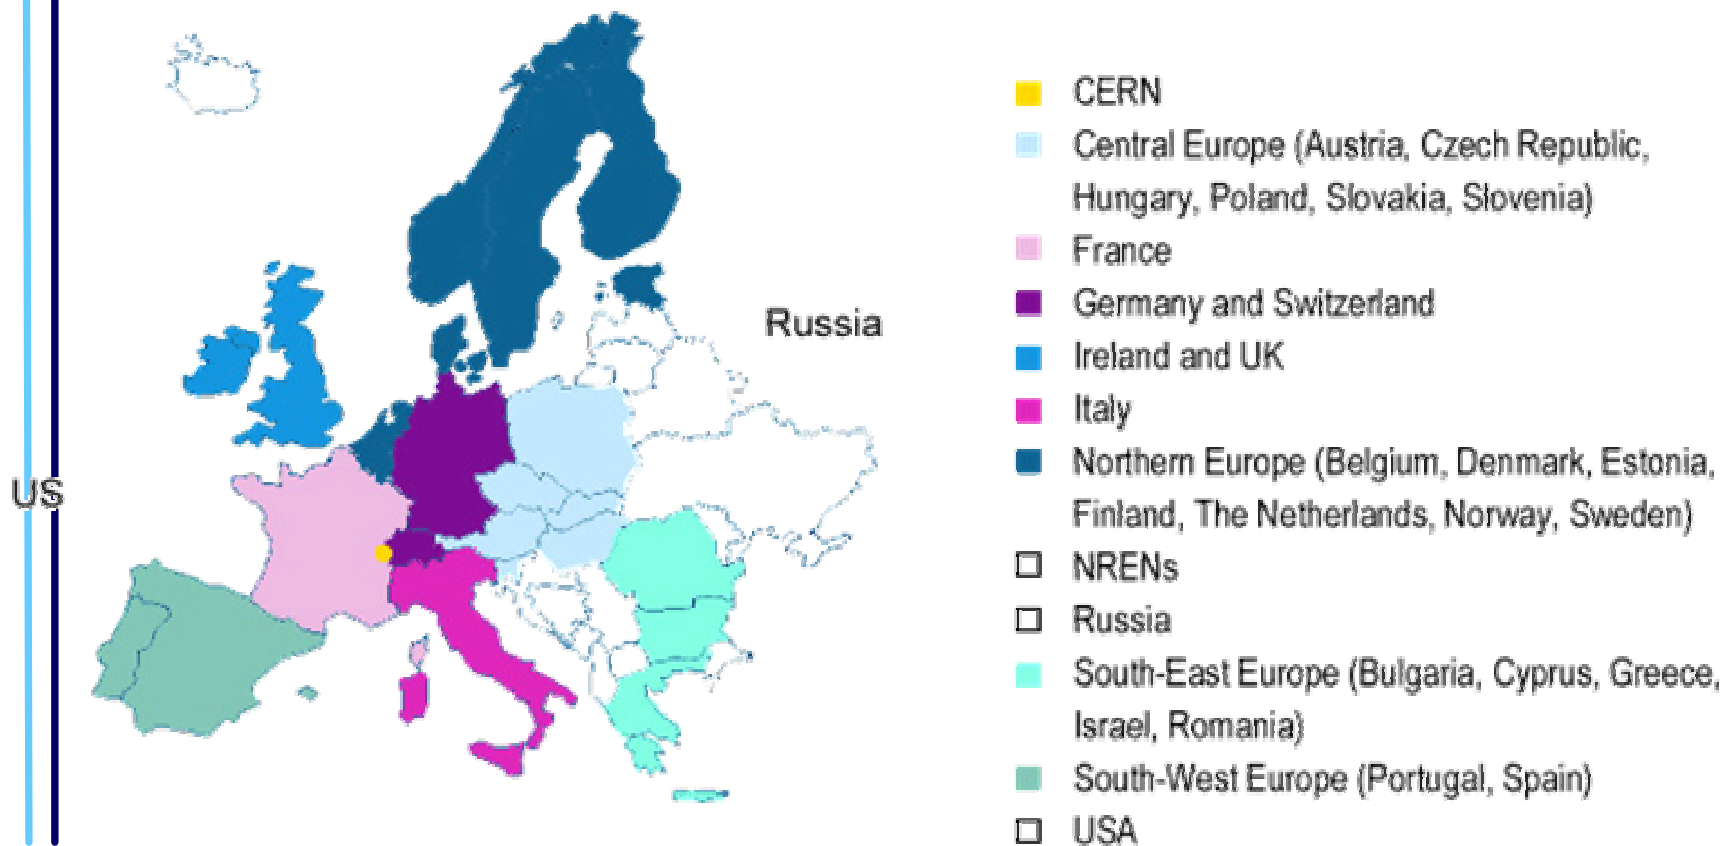 US
Russia
CERN
Central Europe (Austria, Czech Republic,
Hungary, Poland, Slovakia, Slovenia)
France
Germany and Switzerland
Ireland and UK
Italy
Northern Europe (Belgium, Denmark, Estonia,
Finland, The Netherlands, Norway, Sweden)
NRENs
Russia
South-East Europe (Bulgaria, Cyprus, Greece,
Israel, Romania)
South-West Europe (Portugal, Spain)
USA